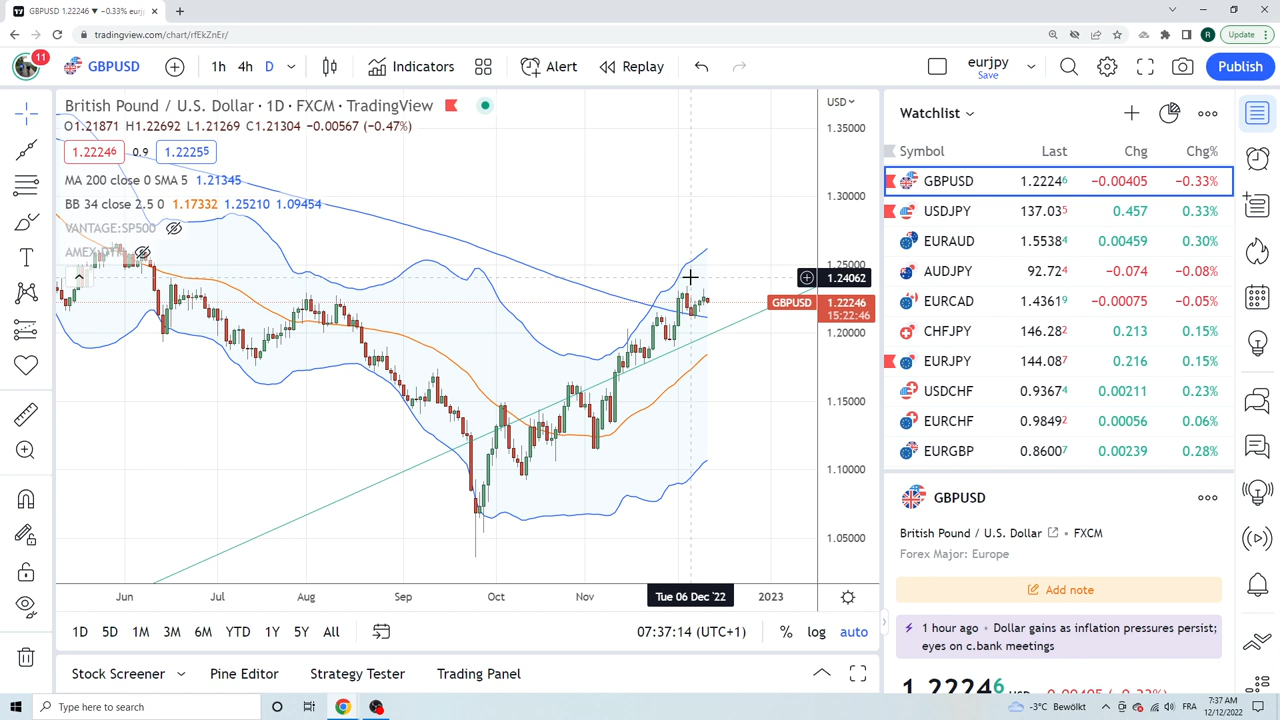 GBPUSD 1.22246 ▼ −0.33% eurj
tradingview.com/chart/rfEkZnEr/
Update
11
GBPUSD
1h 4h D
Indicators
Alert
Replay
eurjpy
Save
Publish
British Pound / U.S. Dollar · 1D · FXCM · TradingView
O1.21871 H1.22692 L1.21269 C1.21304 −0.00567 (−0.47%)
1.22246 0.9 1.22255
MA 200 close 0 SMA 5 1.21345
BB 34 close 2.5 0 1.17332 1.25210 1.09454
VANTAGE:SP500
USD
1.35000
1.30000
1.25000
1.24062
GBPUSD 1.22246
15:22:46
1.20000
1.15000
1.10000
1.05000
Jun Jul Aug Sep Oct Nov Tue 06 Dec '22 2023
1D 5D 1M 3M 6M YTD 1Y 5Y All
07:37:14 (UTC+1) % log auto
Stock Screener Pine Editor Strategy Tester Trading Panel
Watchlist
Symbol Last Chg Chg%
GBPUSD 1.22246 −0.00405 −0.33%
USDJPY 137.035 0.457 0.33%
EURAUD 1.55384 0.00459 0.30%
AUDJPY 92.724 −0.074 −0.08%
EURCAD 1.43619 −0.00075 −0.05%
CHFJPY 146.282 0.213 0.15%
EURJPY 144.087 0.216 0.15%
USDCHF 0.93674 0.00211 0.23%
EURCHF 0.98492 0.00056 0.06%
EURGBP 0.86007 0.00239 0.28%
GBPUSD
British Pound / U.S. Dollar • FXCM
Forex Major: Europe
Add note
1 hour ago • Dollar gains as inflation pressures persist;
eyes on c.bank meetings
1.22246 USD −0.00405 (−0.33%)
Type here to search
-3°C Bewölkt
FRA
7:37 AM
12/12/2022